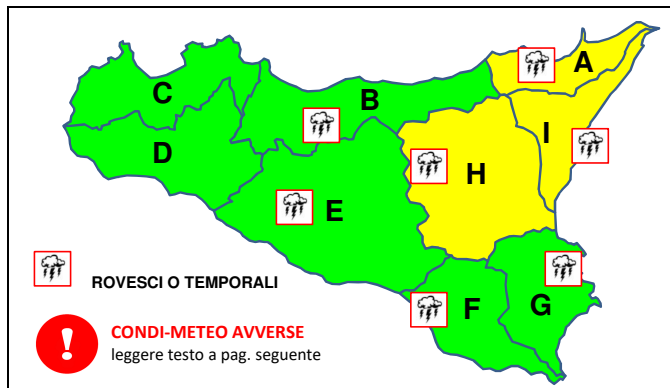 A
C
B
I
D
H
E
F
G
ROVESCI O TEMPORALI
! CONDI-METEO AVVERSE
leggere testo a pag. seguente